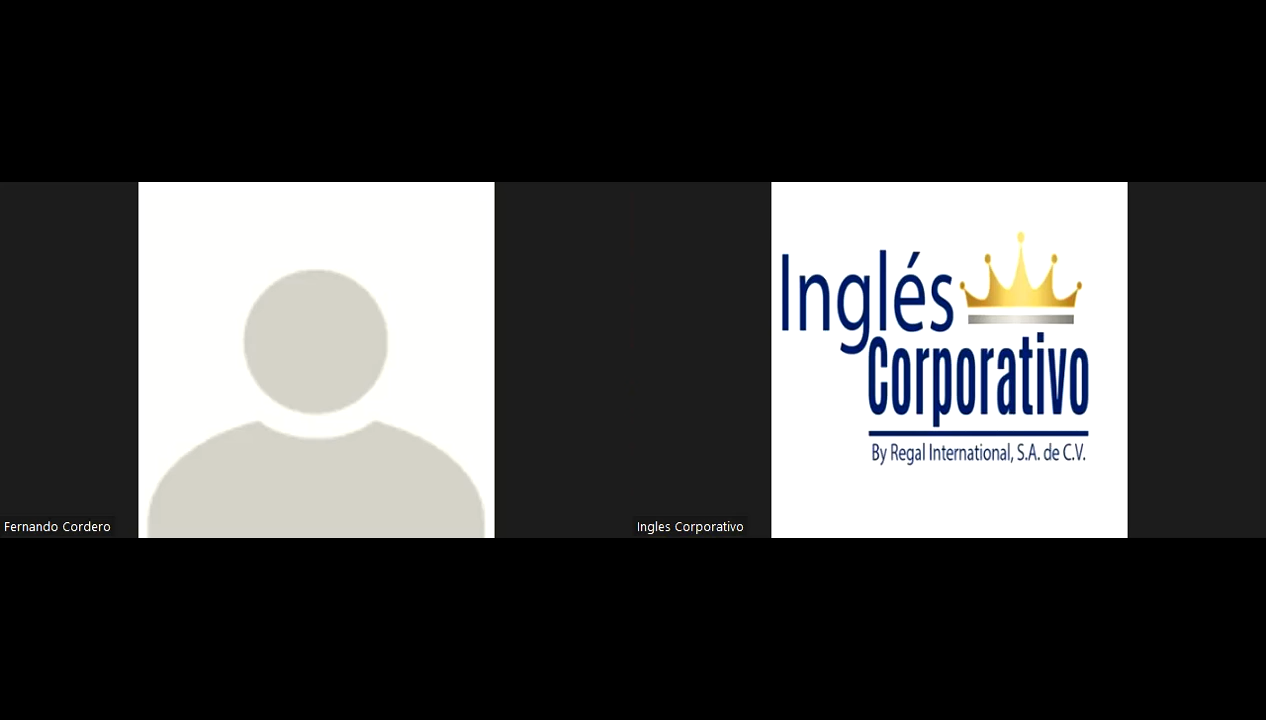 Inglés
Corporativo
By Regal International, S.A. de C.V.
Fernando Cordero
Ingles Corporativo